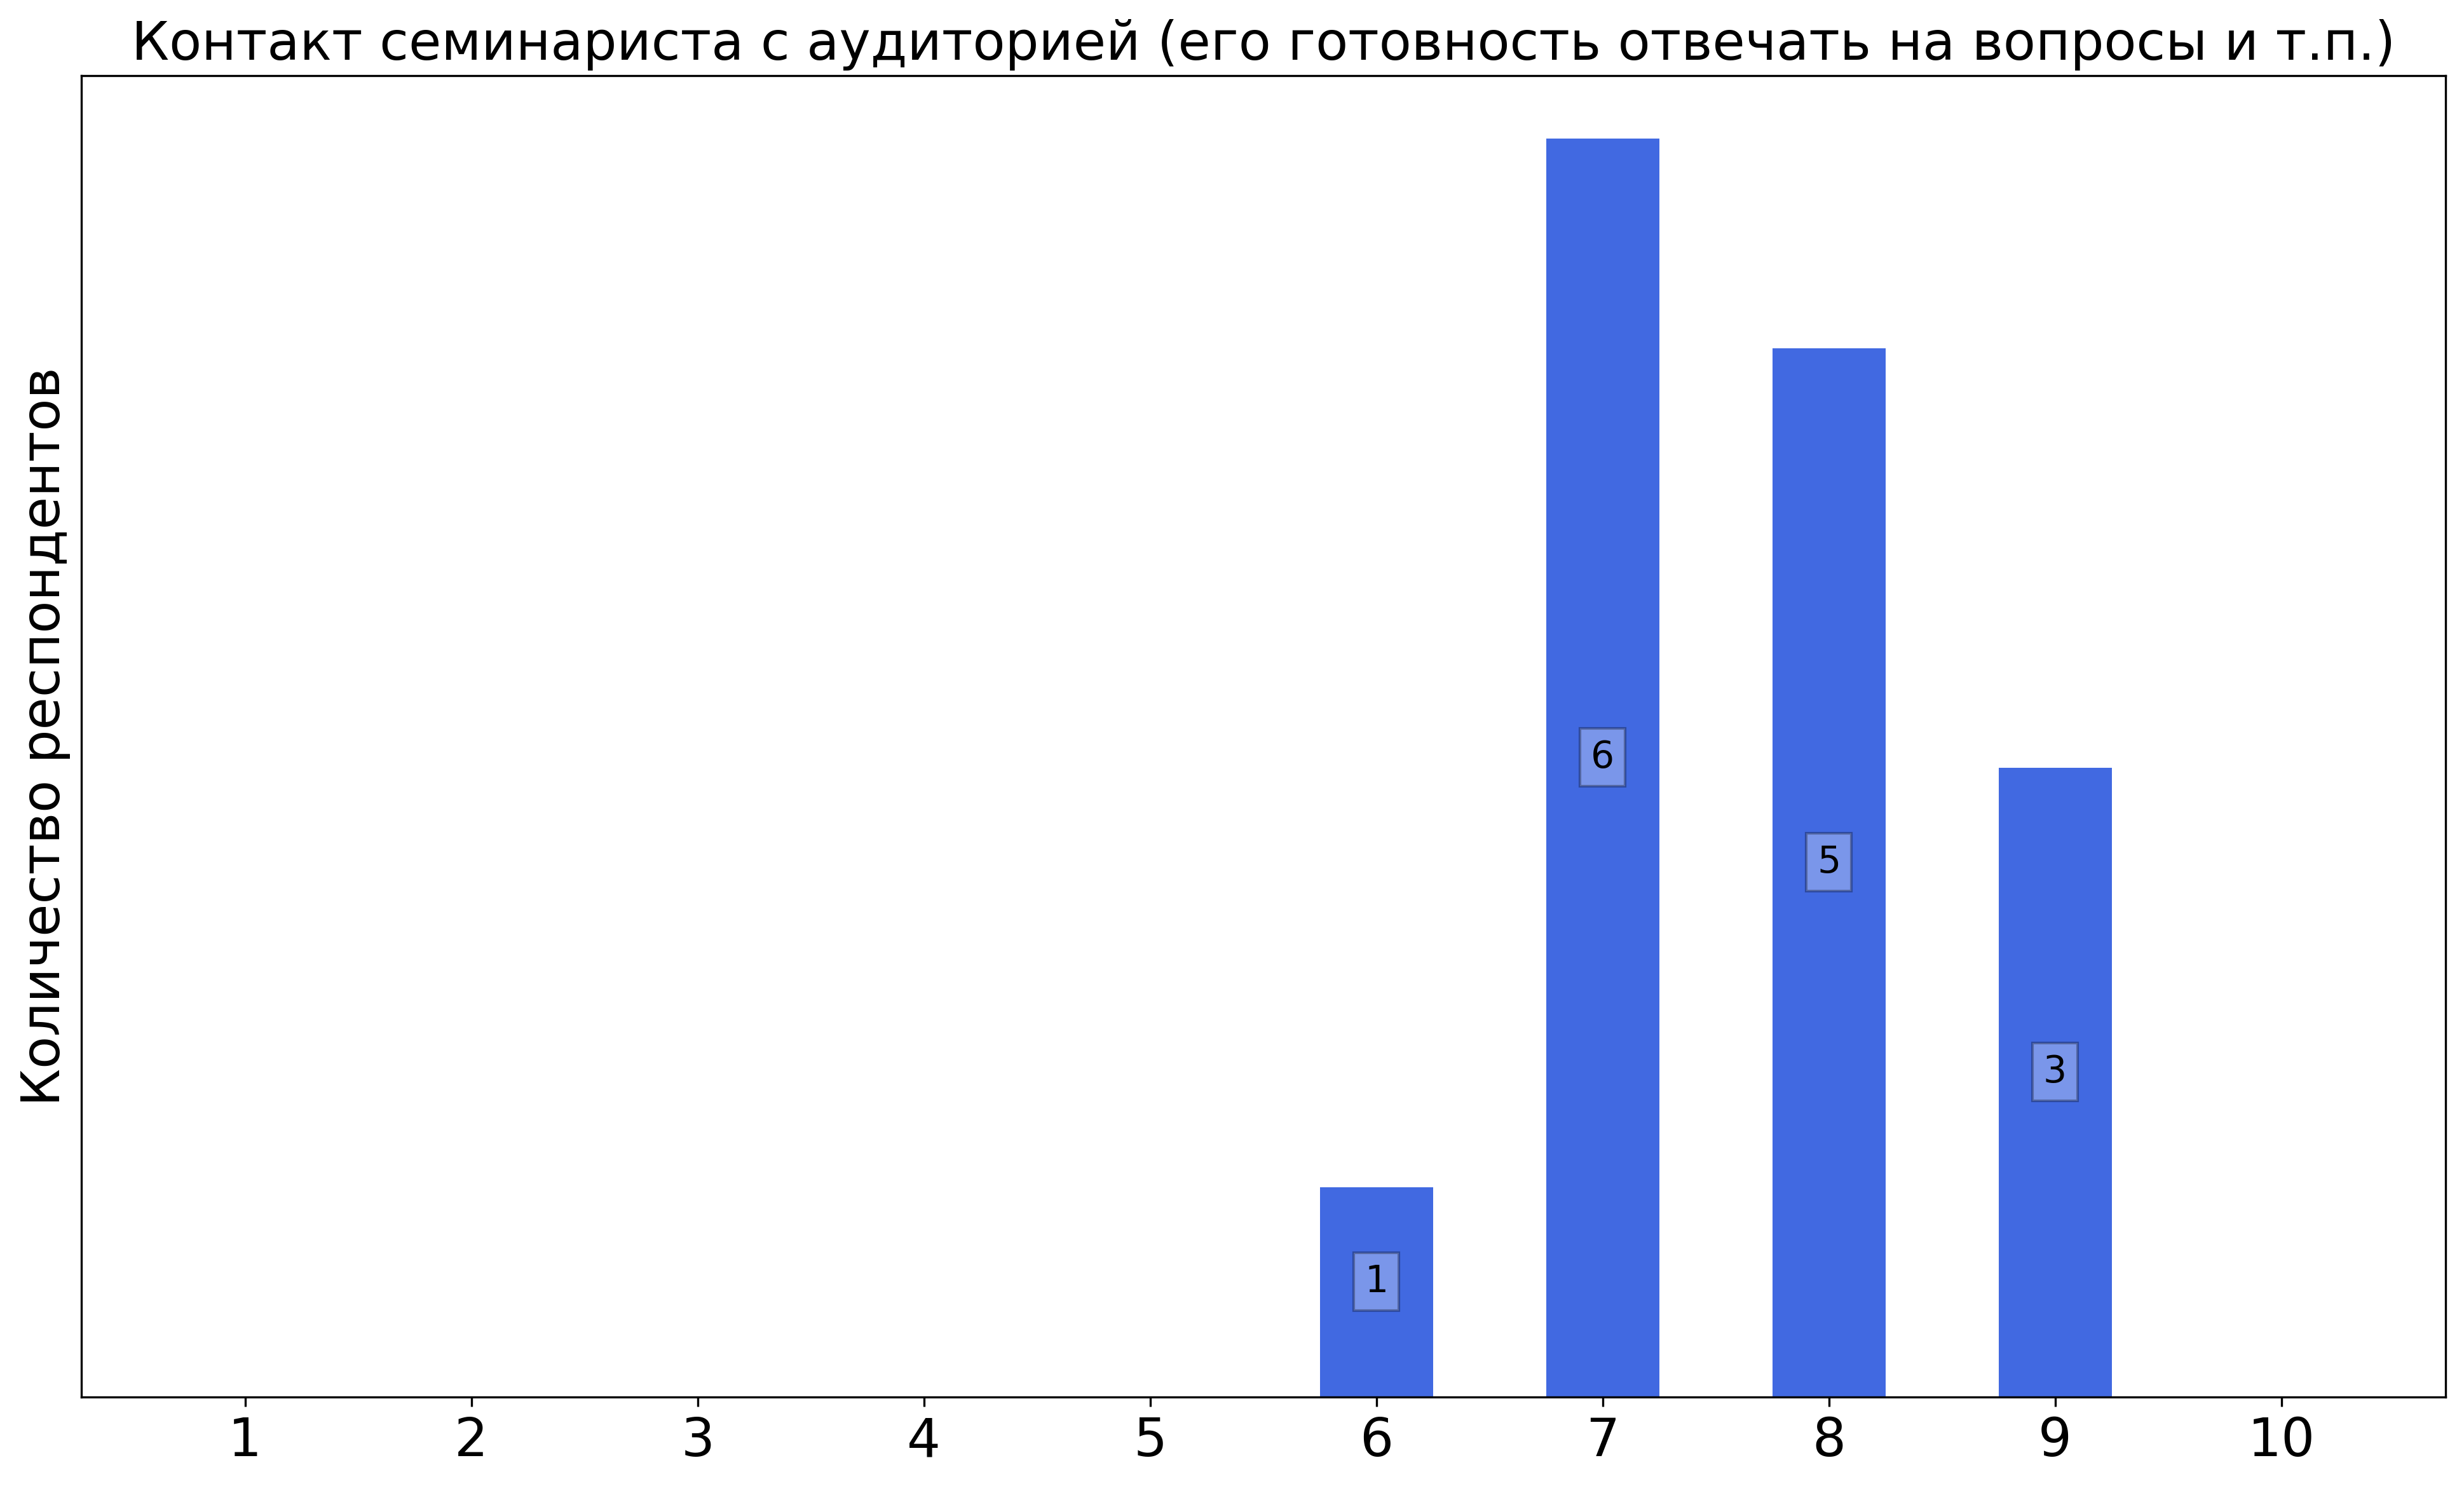 Контакт семинариста с аудиторией (его готовность отвечать на вопросы и т.п.)
Количество респондентов
6
5
3
1
1 2 3 4 5 6 7 8 9 10